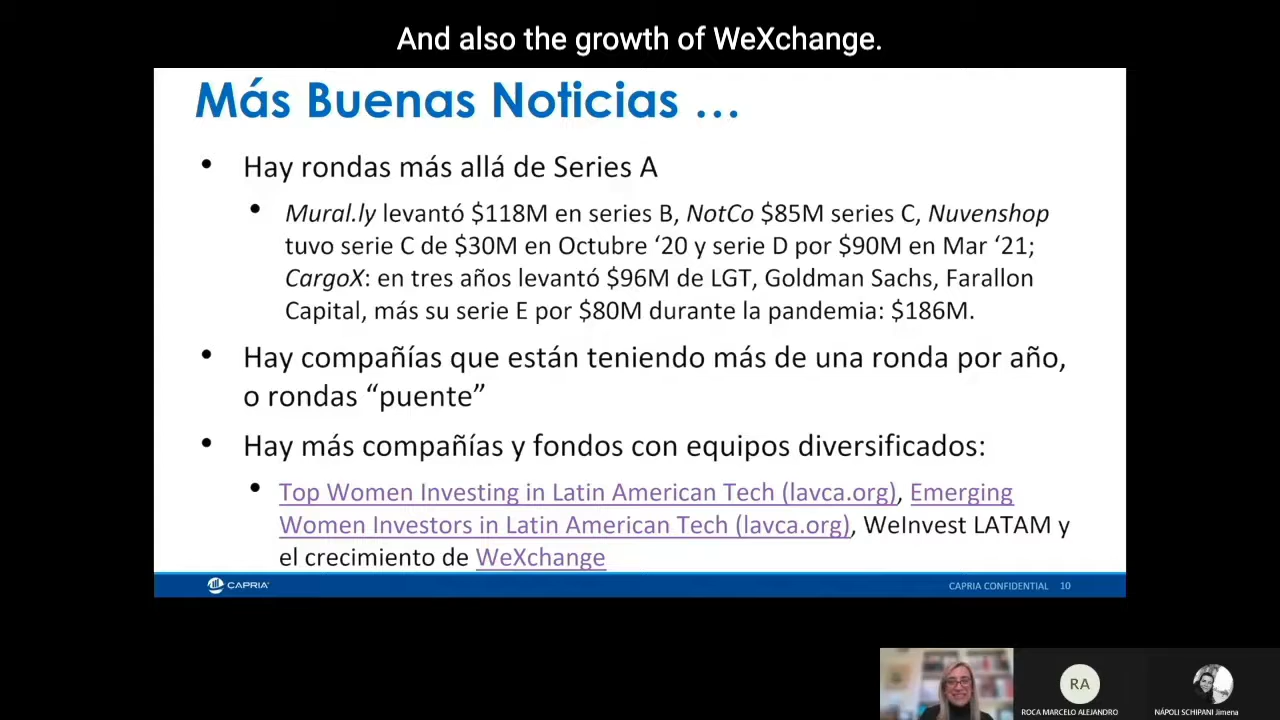 And also the growth of WeXchange.
Más Buenas Noticias ...
• Hay rondas más allá de Series A
• Mural.ly levantó $118M en series B, NotCo $85M series C, Nuvenshop
tuvo serie C de $30M en Octubre ‘20 y serie D por $90M en Mar ‘21;
CargoX: en tres años levantó $96M de LGT, Goldman Sachs, Farallon
Capital, más su serie E por $80M durante la pandemia: $186M.
• Hay compañías que están teniendo más de una ronda por año,
o rondas “puente”
• Hay más compañías y fondos con equipos diversificados:
• Top Women Investing in Latin American Tech (lavca.org), Emerging
Women Investors in Latin American Tech (lavca.org), WeInvest LATAM y
el crecimiento de WeXchange
CAPRIA
CAPRIA CONFIDENTIAL 10
RA
ROCA MARCELO ALEJANDRO
NÁPOLI SCHIPANI Jimena